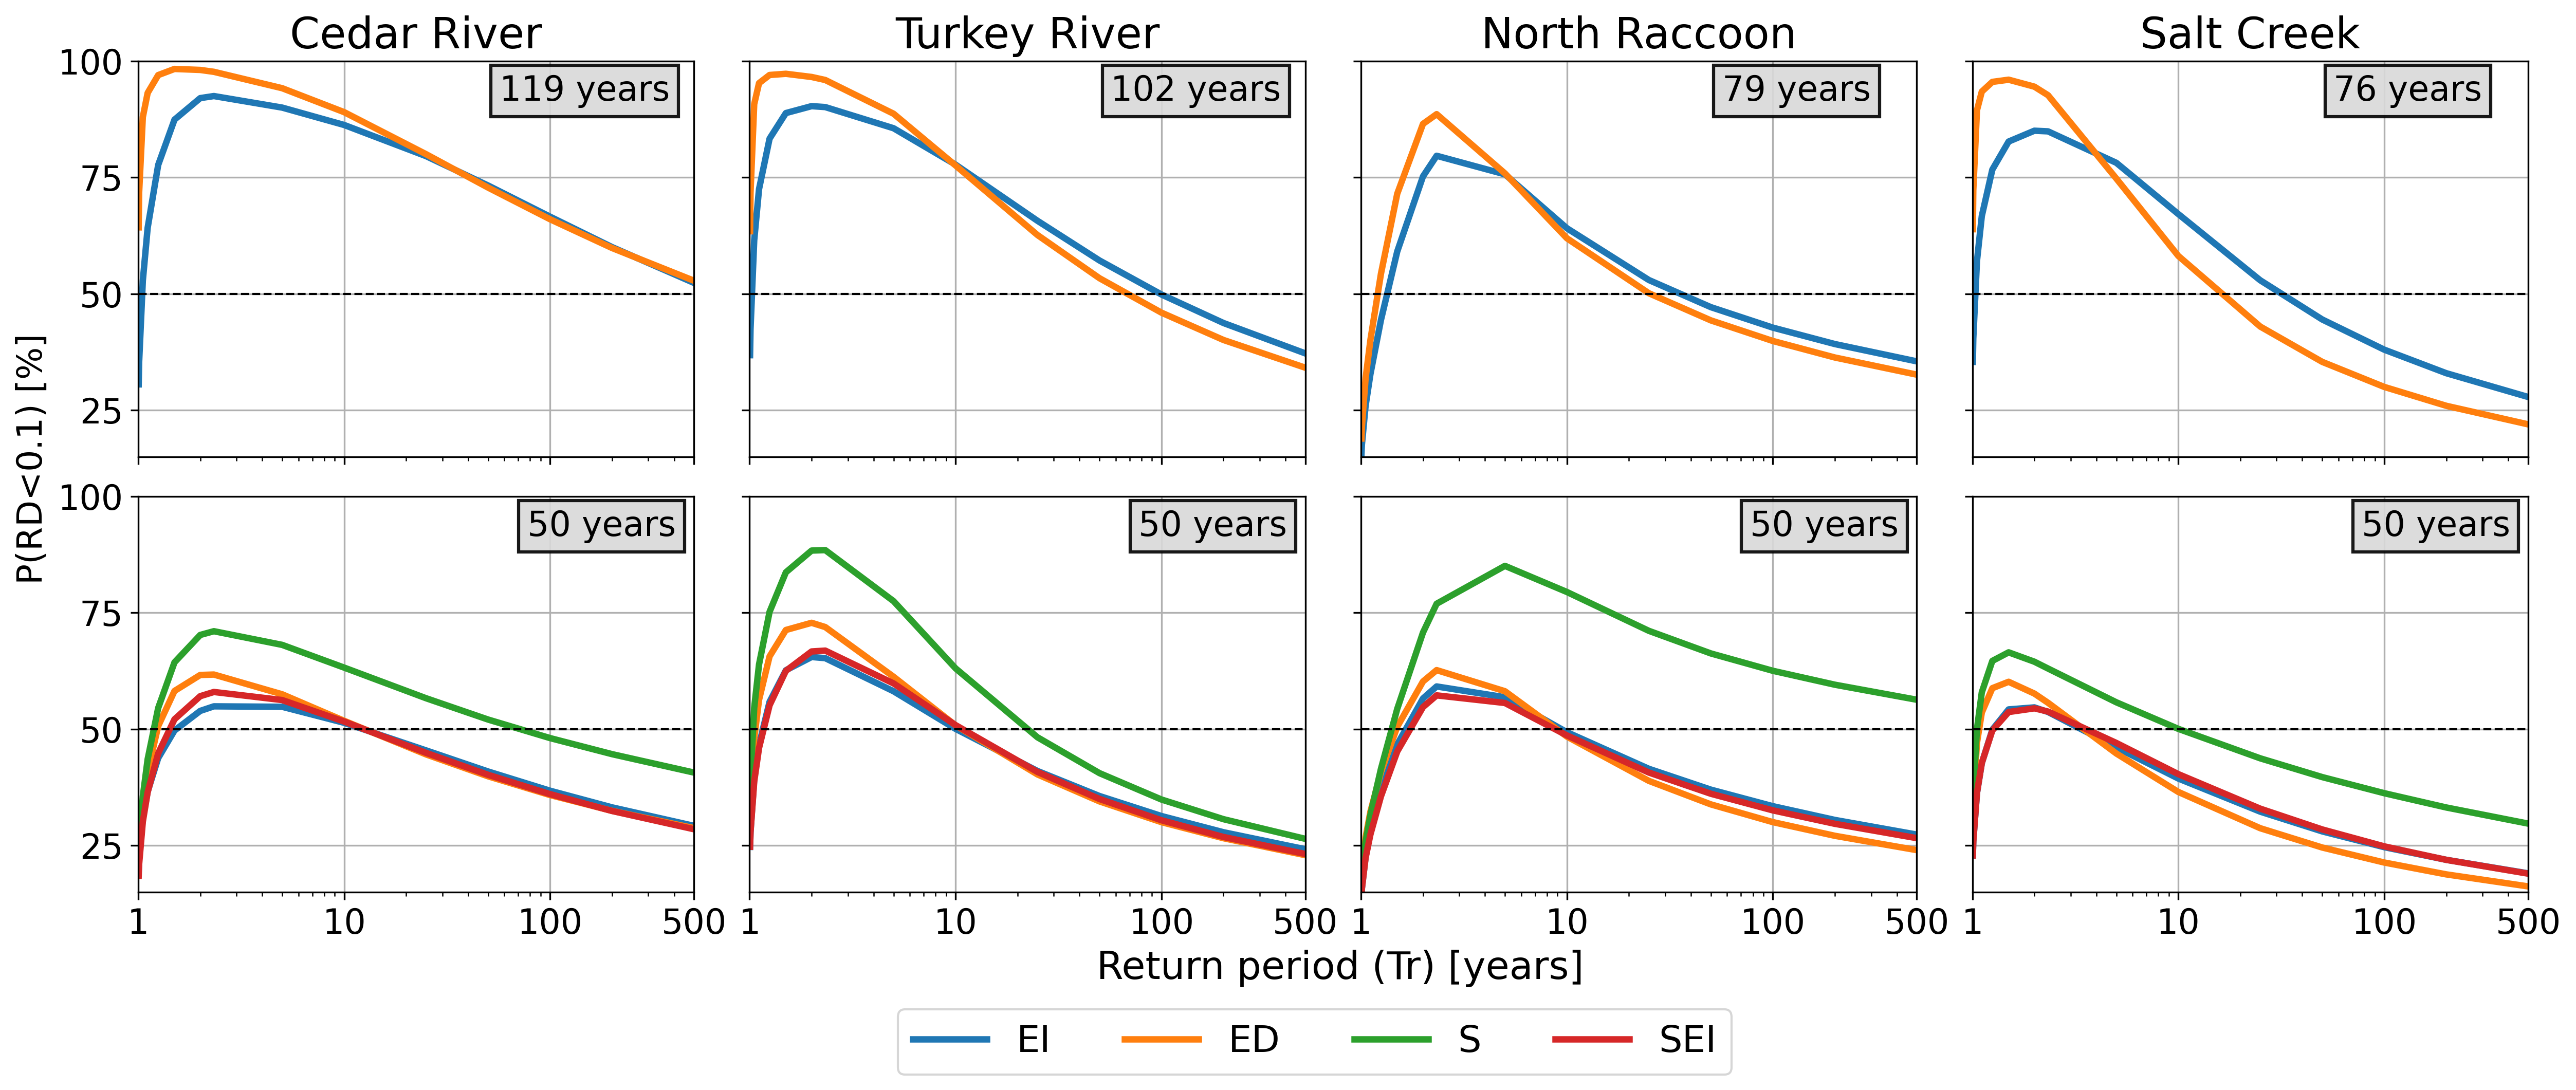 Cedar River
Turkey River
North Raccoon
Salt Creek
119 years
102 years
79 years
76 years
100
75
50
25
P(RD<0.1) [%]
50 years
50 years
50 years
50 years
100
75
50
25
1 10 100 500
1 10 100 500
1 10 100 500
1 10 100 500
Return period (Tr) [years]
EI ED S SEI